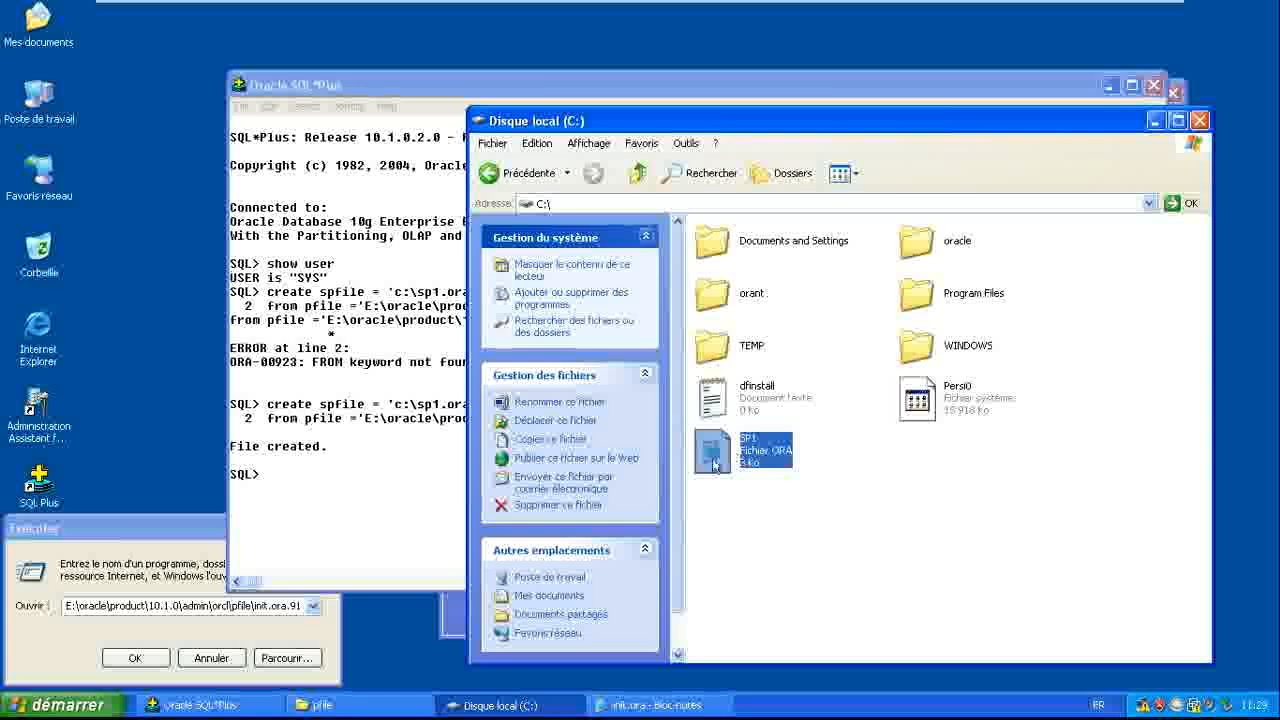 Mes documents
Poste de travail
Favoris réseau
Corbeille
Internet
Explorer
Administration
Assistant f...
SQL Plus
Oracle SQL*Plus
SQL*Plus: Release 10.1.0.2.0 -
Copyright (c) 1982, 2004, Oracle
Connected to:
Oracle Database 10g Enterprise
With the Partitioning, OLAP and
SQL> show user
USER is "SYS"
SQL> create spfile = 'c:\sp1.ora
2 from pfile ='E:\oracle\prod
from pfile ='E:\oracle\product\
*
ERROR at line 2:
ORA-00923: FROM keyword not foun
SQL> create spfile = 'c:\sp1.ora
2 from pfile ='E:\oracle\prod
File created.
SQL>
Disque local (C:)
Fichier Edition Affichage Favoris Outils ?
Précédente Rechercher Dossiers
Adresse C:\ OK
Gestion du système
Masquer le contenu de ce
lecteur
Ajouter ou supprimer des
programmes
Rechercher des fichiers ou
des dossiers
Gestion des fichiers
Renommer ce fichier
Déplacer ce fichier
Copier ce fichier
Publier ce fichier sur le Web
Envoyer ce fichier par
courrier électronique
Supprimer ce fichier
Autres emplacements
Poste de travail
Mes documents
Documents partagés
Favoris réseau
Documents and Settings
oracle
orant
Program Files
TEMP
WINDOWS
dfinstall
Document texte
0 Ko
Persi0
Fichier système
15 918 Ko
SP1
Fichier ORA
Ko
Exécuter
Entrez le nom d'un programme, doss
ressource Internet, et Windows l'ouv
Ouvrir : E:\oracle\product\10.1.0\admin\orcl\pfile\init.ora.91
OK Annuler Parcourir...
démarrer Oracle SQL*Plus pfile Disque local (C:) init.ora - Bloc-notes FR 11:29